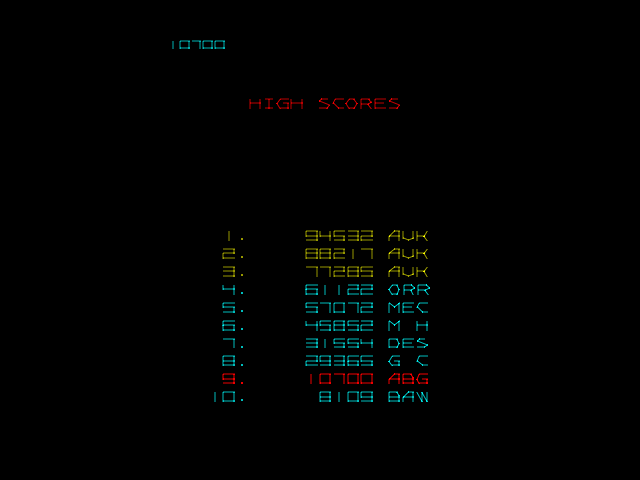 10700
HIGH SCORES
1. 94532 AVK
2. 88217 AVK
3. 77285 AVK
4. 61122 ORR
5. 57072 MEC
6. 45852 M H
7. 31554 DES
8. 29365 G C
9. 10700 ABG
10. 8109 BAW